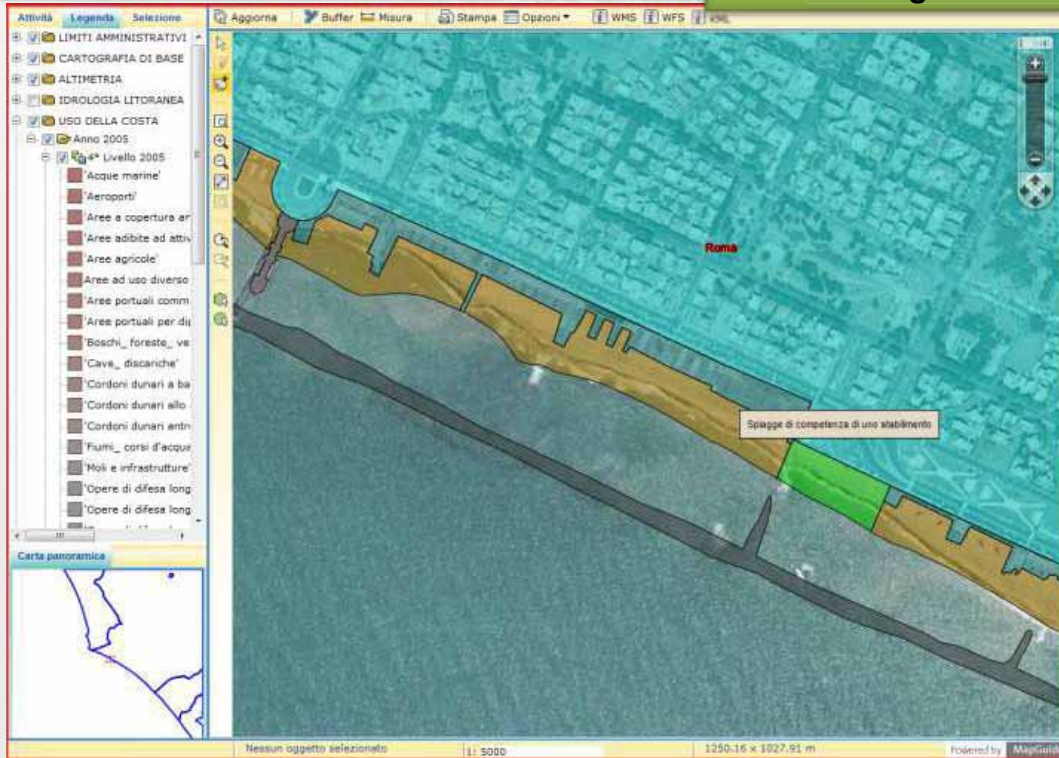 Attività Legenda Selezione
Aggiorna Buffer Misura Stampa Opzioni WMS WFS KML
LIMITI AMMINISTRATIVI
CARTOGRAFIA DI BASE
ALTIMETRIA
IDROLOGIA LITORANEA
USO DELLA COSTA
Anno 2005
4° Livello 2005
'Acque marine'
'Aeroporti'
'Aree a copertura ar
'Aree adibite ad attiv
'Aree agricole'
Aree ad uso diverso
'Aree portuali comm
'Aree portuali per dip
'Boschi_ foreste_ ve
'Cave_ discariche'
'Cordoni dunari a ba
'Cordoni dunari allo
'Cordoni dunari antr
'Fiumi_ corsi d'acqua
'Moli e infrastrutture'
'Opere di difesa long
'Opere di difesa long
Carta panoramica
Roma
Spiagge di competenza di uno stabilimento
Nessun oggetto selezionato 1: 5000 1250.16 x 1027.91 m Powered by MapGuide